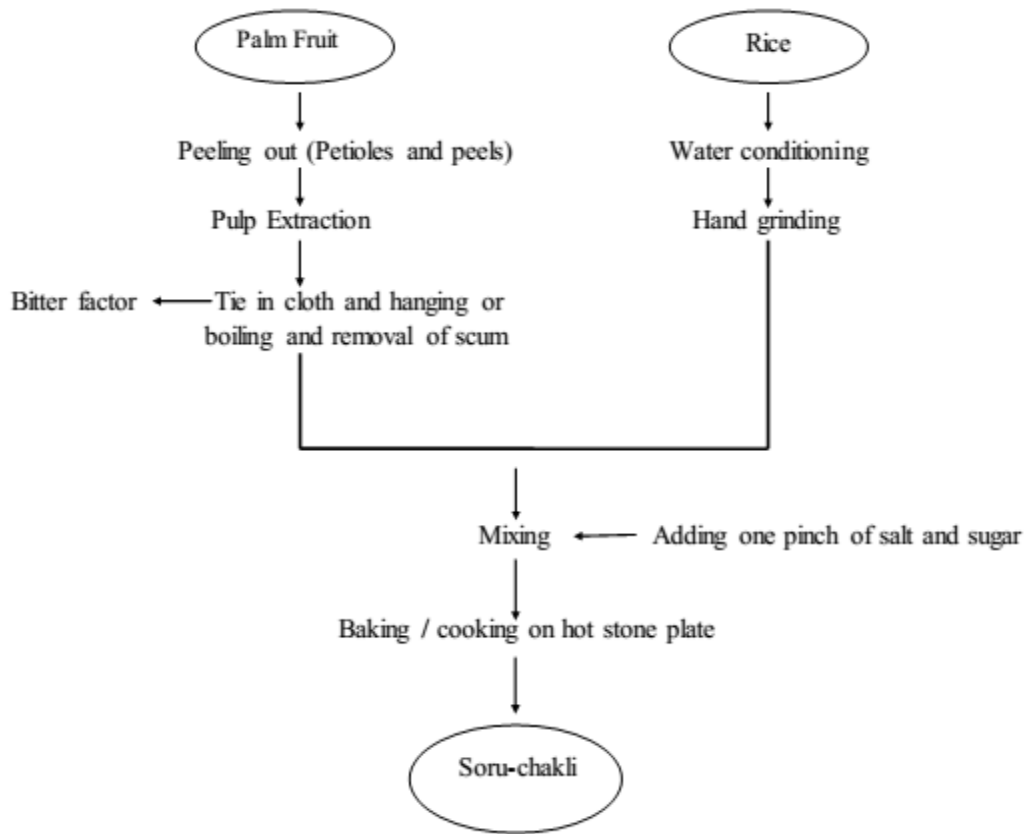 Palm Fruit
Rice
Peeling out (Petioles and peels)
Water conditioning
Pulp Extraction
Hand grinding
Bitter factor
Tie in cloth and hanging or
boiling and removal of scum
Mixing
Adding one pinch of salt and sugar
Baking / cooking on hot stone plate
Soru-chakli